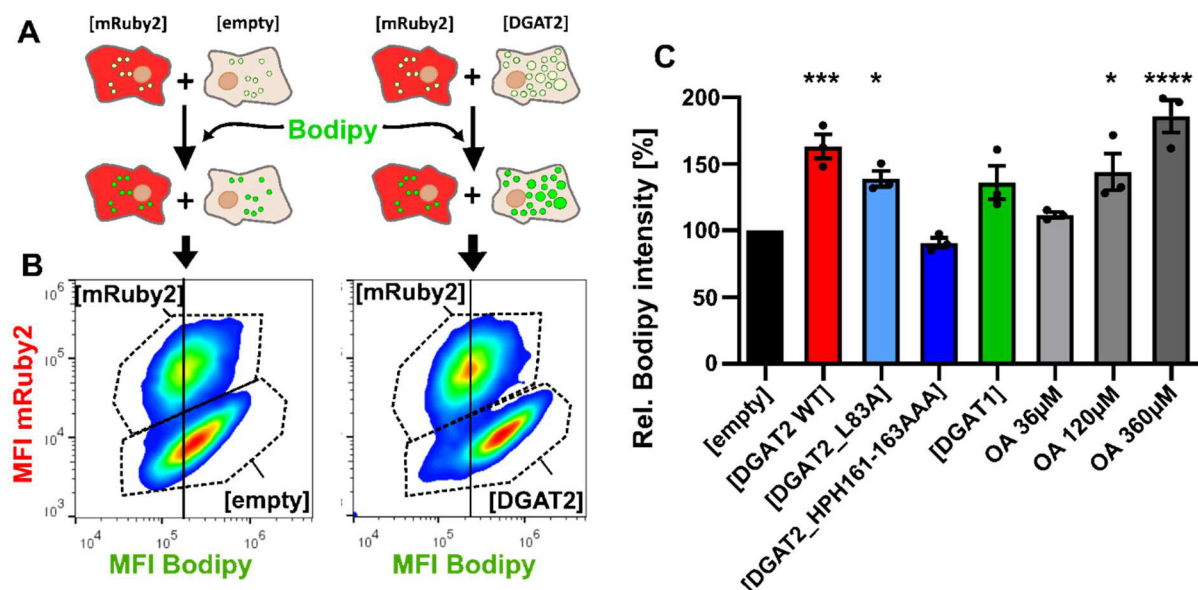 A
[mRuby2] [empty] [mRuby2] [DGAT2]
+ +
Bodipy
+ +
B
[mRuby2] [mRuby2]
[empty] [DGAT2]
MFI mRuby2
10^6
10^5
10^4
10^3
10^4 10^5 10^6
10^4 10^5 10^6
MFI Bodipy MFI Bodipy
C
*** * * ****
Rel. Bodipy intensity [%]
200
150
100
50
0
[empty]
[DGAT2 WT]
[DGAT2_L83A]
[DGAT2_HPH161-163AAA]
[DGAT1]
OA 36µM
OA 120µM
OA 360µM